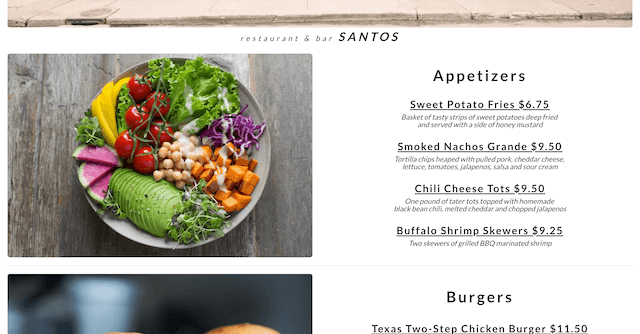 restaurant & bar SANTOS
Appetizers
Sweet Potato Fries $6.75
Basket of tasty strips of sweet potatoes deep fried
and served with a side of honey mustard
Smoked Nachos Grande $9.50
Tortilla chips heaped with pulled pork, cheddar cheese,
lettuce, tomatoes, jalapenos, salsa and sour cream
Chili Cheese Tots $9.50
One pound of tater tots topped with homemade
black bean chili, melted cheddar and chopped jalapenos
Buffalo Shrimp Skewers $9.25
Two skewers of grilled BBQ marinated shrimp
Burgers
Texas Two-Step Chicken Burger $11.50